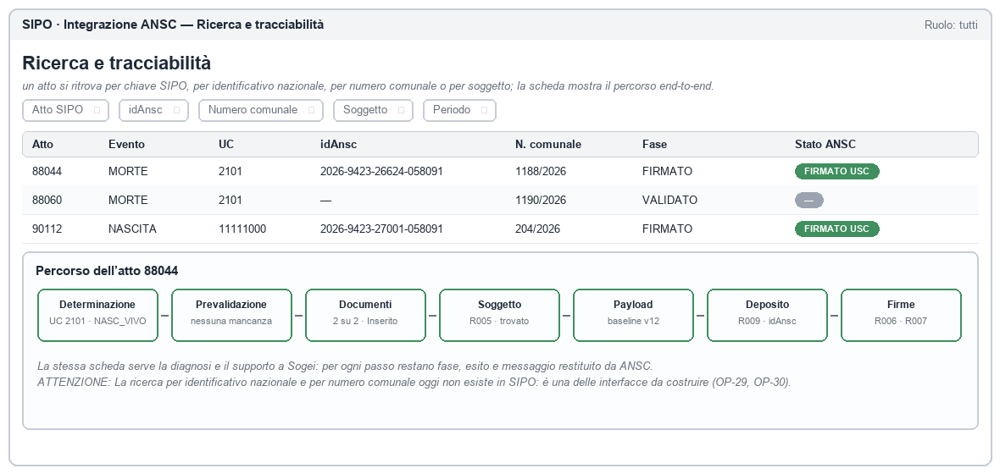 SIPO · Integrazione ANSC — Ricerca e tracciabilità
Ruolo: tutti
Ricerca e tracciabilità
un atto si ritrova per chiave SIPO, per identificativo nazionale, per numero comunale o per soggetto; la scheda mostra il percorso end-to-end.
Atto SIPO idAnsc Numero comunale Soggetto Periodo
Atto Evento UC idAnsc N. comunale Fase Stato ANSC
88044 MORTE 2101 2026-9423-26624-058091 1188/2026 FIRMATO FIRMATO USC
88060 MORTE 2101 — 1190/2026 VALIDATO —
90112 NASCITA 11111000 2026-9423-27001-058091 204/2026 FIRMATO FIRMATO USC
Percorso dell’atto 88044
Determinazione Prevalidazione Documenti Soggetto Payload Deposito Firme
UC 2101 · NASC_VIVO nessuna mancanza 2 su 2 · Inserito R005 · trovato baseline v12 R009 · idAnsc R006 · R007
La stessa scheda serve la diagnosi e il supporto a Sogei: per ogni passo restano fase, esito e messaggio restituito da ANSC.
ATTENZIONE: La ricerca per identificativo nazionale e per numero comunale oggi non esiste in SIPO: è una delle interfacce da costruire (OP-29, OP-30).